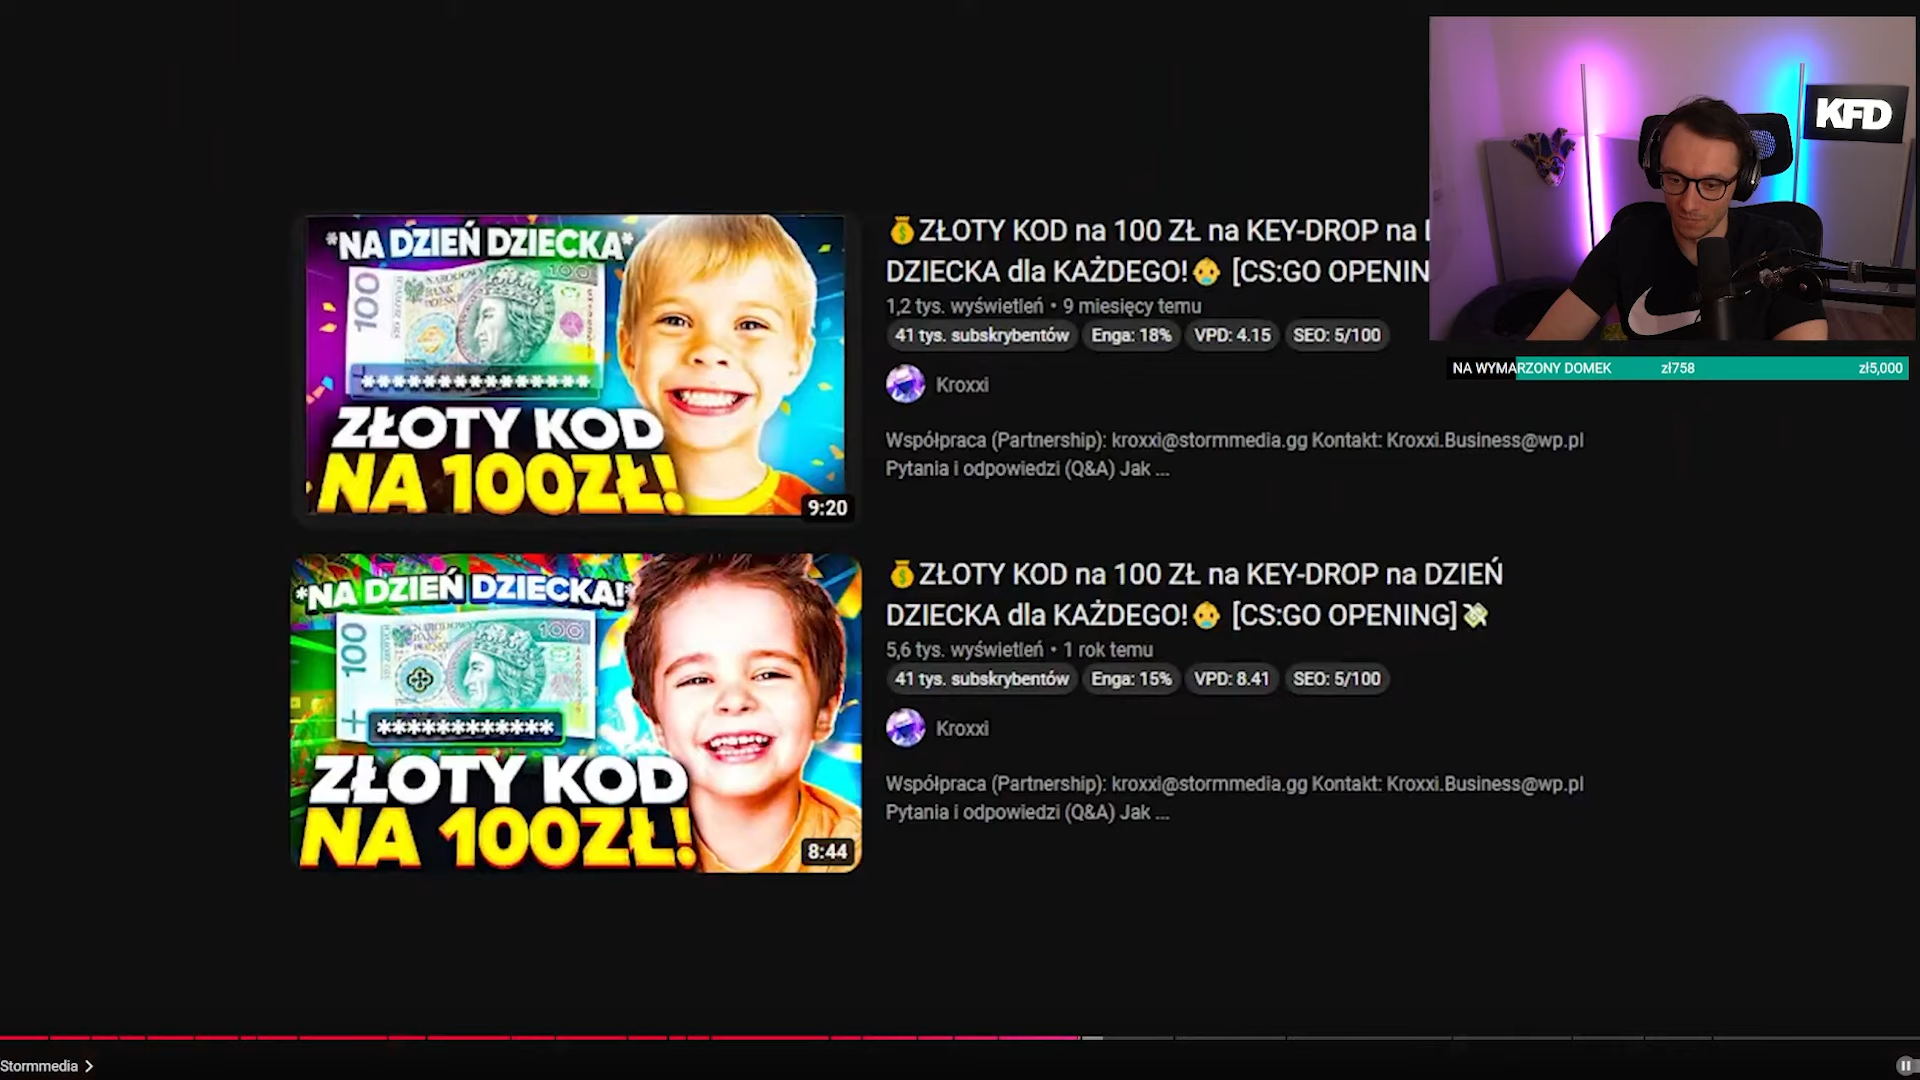 *NA DZIEŃ DZIECKA*
100
100
***************
ZŁOTY KOD
NA 100ZŁ!
9:20
💰ZŁOTY KOD na 100 ZŁ na KEY-DROP na
DZIECKA dla KAŻDEGO!👶 [CS:GO OPENIN
1,2 tys. wyświetleń • 9 miesięcy temu
41 tys. subskrybentów Enga: 18% VPD: 4.15 SEO: 5/100
Kroxxi
Współpraca (Partnership): kroxxi@stormmedia.gg Kontakt: Kroxxi.Business@wp.pl
Pytania i odpowiedzi (Q&A) Jak ...
KFD
NA WYMARZONY DOMEK zł758 zł5,000
*NA DZIEŃ DZIECKA!*
100
100
************
ZŁOTY KOD
NA 100ZŁ!
8:44
💰ZŁOTY KOD na 100 ZŁ na KEY-DROP na DZIEŃ
DZIECKA dla KAŻDEGO!👶 [CS:GO OPENING]💸
5,6 tys. wyświetleń • 1 rok temu
41 tys. subskrybentów Enga: 15% VPD: 8.41 SEO: 5/100
Kroxxi
Współpraca (Partnership): kroxxi@stormmedia.gg Kontakt: Kroxxi.Business@wp.pl
Pytania i odpowiedzi (Q&A) Jak ...
Stormmedia